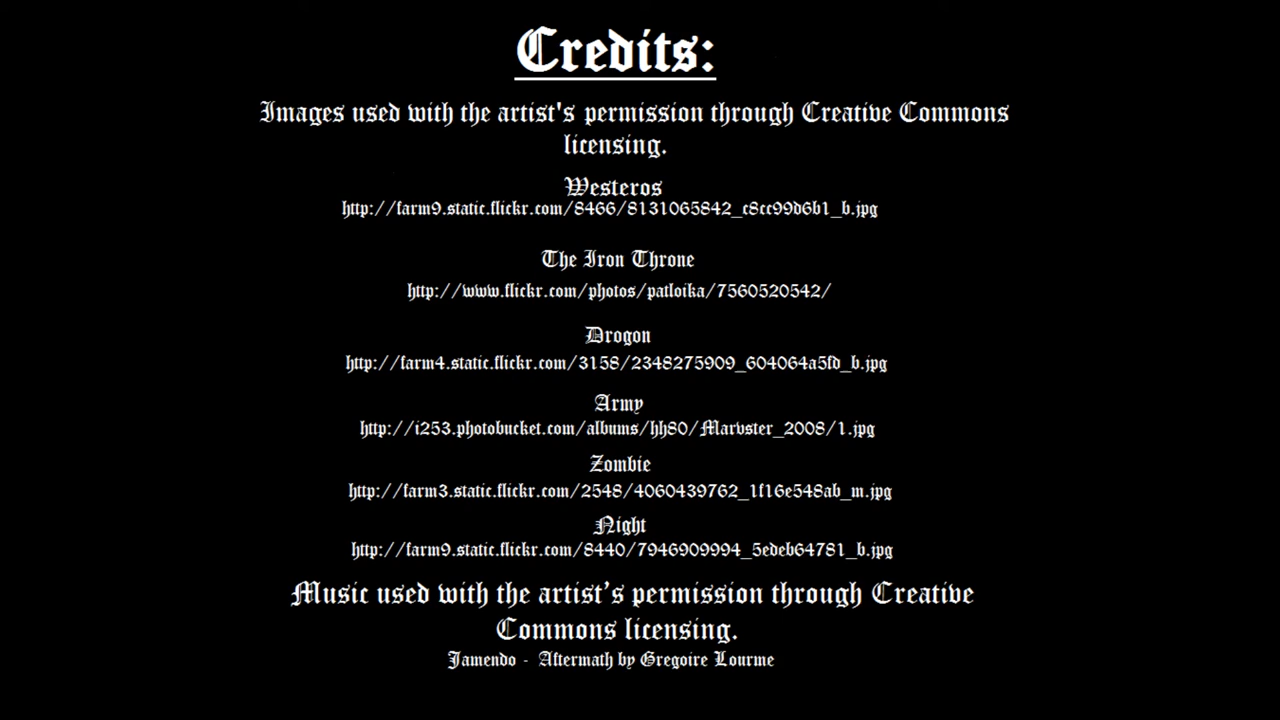 Credits:
Images used with the artist's permission through Creative Commons
licensing.
Westeros
http://farm9.static.flickr.com/8466/8131065842_c8cc99d6b1_b.jpg
The Iron Throne
http://www.flickr.com/photos/patloika/7560520542/
Drogon
http://farm4.static.flickr.com/3158/2348275909_604064a5fd_b.jpg
Army
http://i253.photobucket.com/albums/hh80/Marvster_2008/1.jpg
Zombie
http://farm3.static.flickr.com/2548/4060439762_1f16e548ab_m.jpg
Night
http://farm9.static.flickr.com/8440/7946909994_5edeb64781_b.jpg
Music used with the artist's permission through Creative
Commons licensing.
Jamendo - Aftermath by Gregoire Lourme